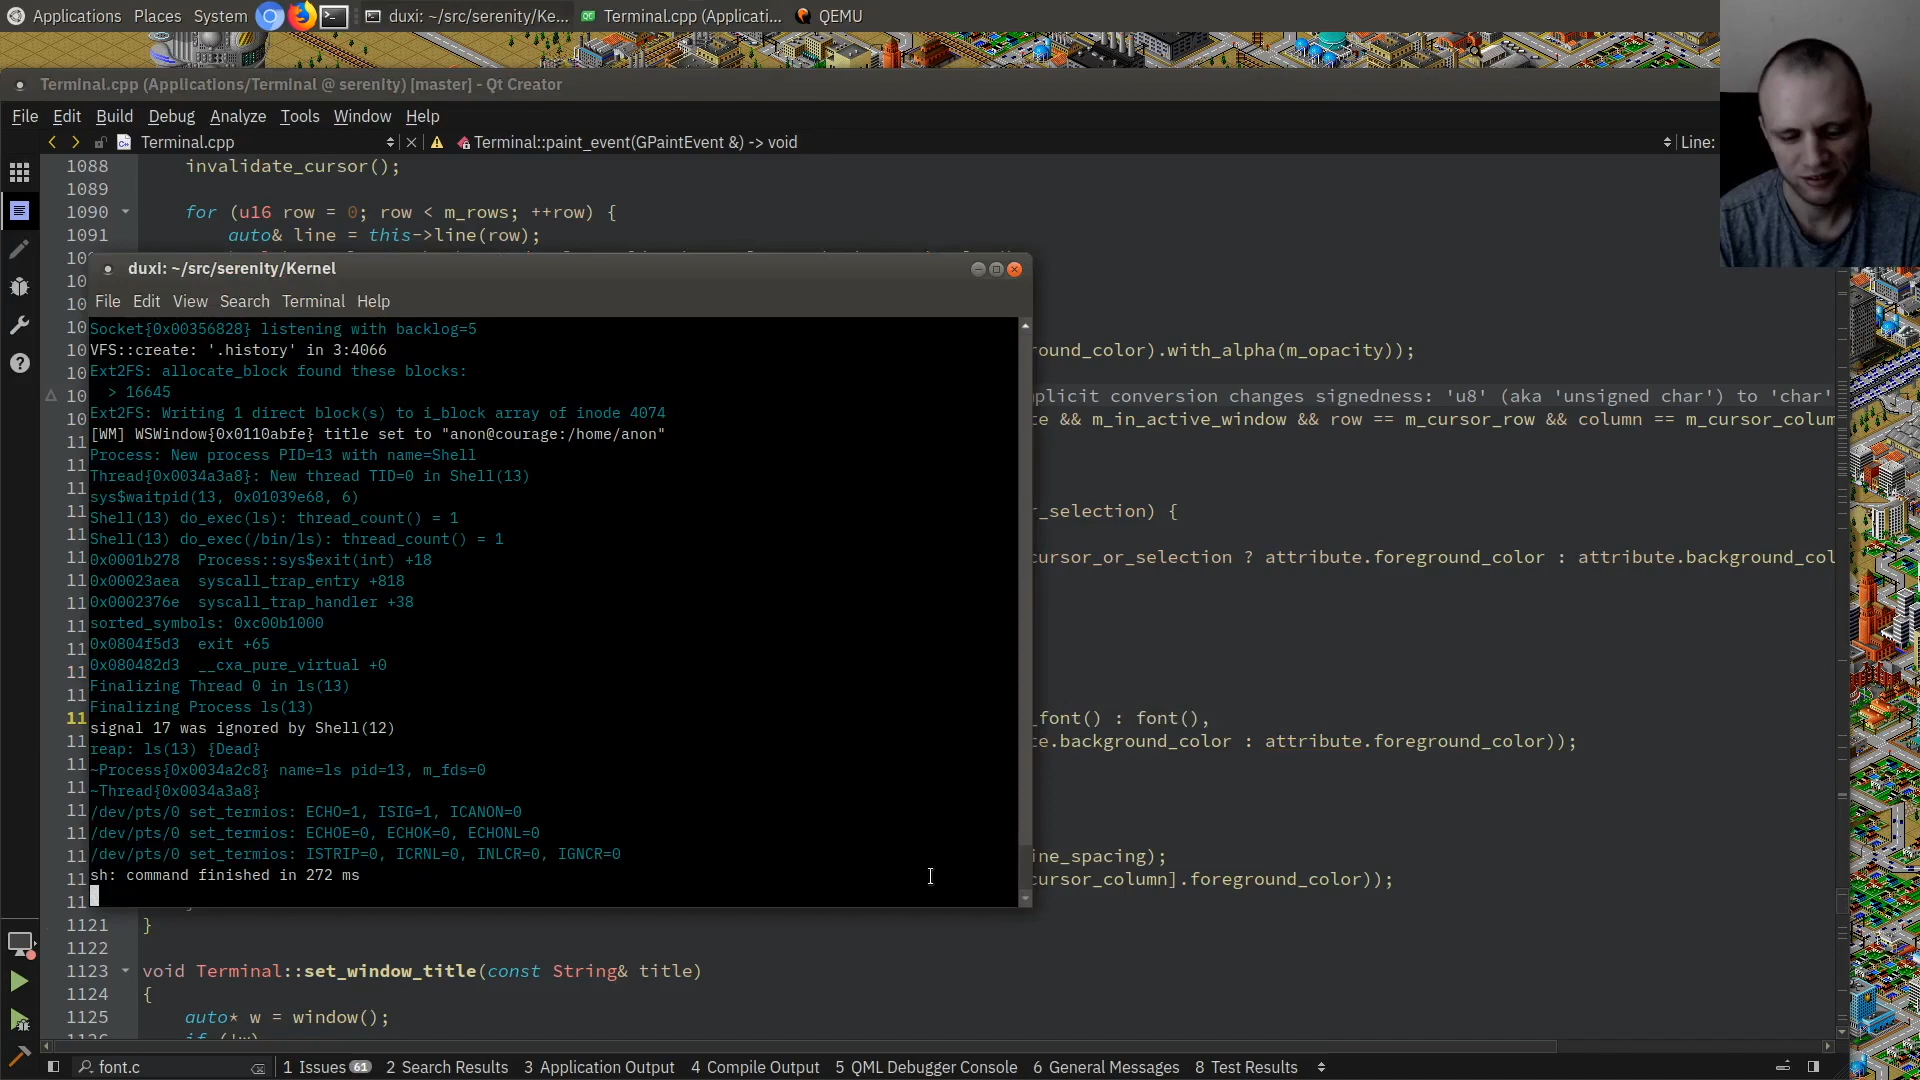 Applications Places System duxi: ~/src/serenity/Ke... Terminal.cpp (Applicati... QEMU
Terminal.cpp (Applications/Terminal @ serenity) [master] - Qt Creator
File Edit Build Debug Analyze Tools Window Help
Terminal.cpp Terminal::paint_event(GPaintEvent &) -> void Line:
1088 invalidate_cursor();
1089
1090 for (u16 row = 0; row < m_rows; ++row) {
1091 auto& line = this->line(row);
duxi: ~/src/serenity/Kernel
File Edit View Search Terminal Help
Socket{0x00356828} listening with backlog=5
VFS::create: '.history' in 3:4066
round_color).with_alpha(m_opacity));
Ext2FS: allocate_block found these blocks:
> 16645
plicit conversion changes signedness: 'u8' (aka 'unsigned char') to 'char'
Ext2FS: Writing 1 direct block(s) to i_block array of inode 4074
e && m_in_active_window && row == m_cursor_row && column == m_cursor_colum
[WM] WSWindow{0x0110abfe} title set to "anon@courage:/home/anon"
Process: New process PID=13 with name=Shell
Thread{0x0034a3a8}: New thread TID=0 in Shell(13)
sys$waitpid(13, 0x01039e68, 6)
Shell(13) do_exec(ls): thread_count() = 1
r_selection) {
Shell(13) do_exec(/bin/ls): thread_count() = 1
0x0001b278 Process::sys$exit(int) +18
cursor_or_selection ? attribute.foreground_color : attribute.background_col
0x00023aea syscall_trap_entry +818
0x0002376e syscall_trap_handler +38
sorted_symbols: 0xc00b1000
0x0804f5d3 exit +65
0x080482d3 __cxa_pure_virtual +0
Finalizing Thread 0 in ls(13)
Finalizing Process ls(13)
_font() : font(),
signal 17 was ignored by Shell(12)
te.background_color : attribute.foreground_color));
reap: ls(13) {Dead}
~Process{0x0034a2c8} name=ls pid=13, m_fds=0
~Thread{0x0034a3a8}
/dev/pts/0 set_termios: ECHO=1, ISIG=1, ICANON=0
/dev/pts/0 set_termios: ECHOE=0, ECHOK=0, ECHONL=0
/dev/pts/0 set_termios: ISTRIP=0, ICRNL=0, INLCR=0, IGNCR=0
ine_spacing);
sh: command finished in 272 ms
cursor_column].foreground_color));
1121 }
1122
1123 void Terminal::set_window_title(const String& title)
1124 {
1125 auto* w = window();
font.c 1 Issues 61 2 Search Results 3 Application Output 4 Compile Output 5 QML Debugger Console 6 General Messages 8 Test Results